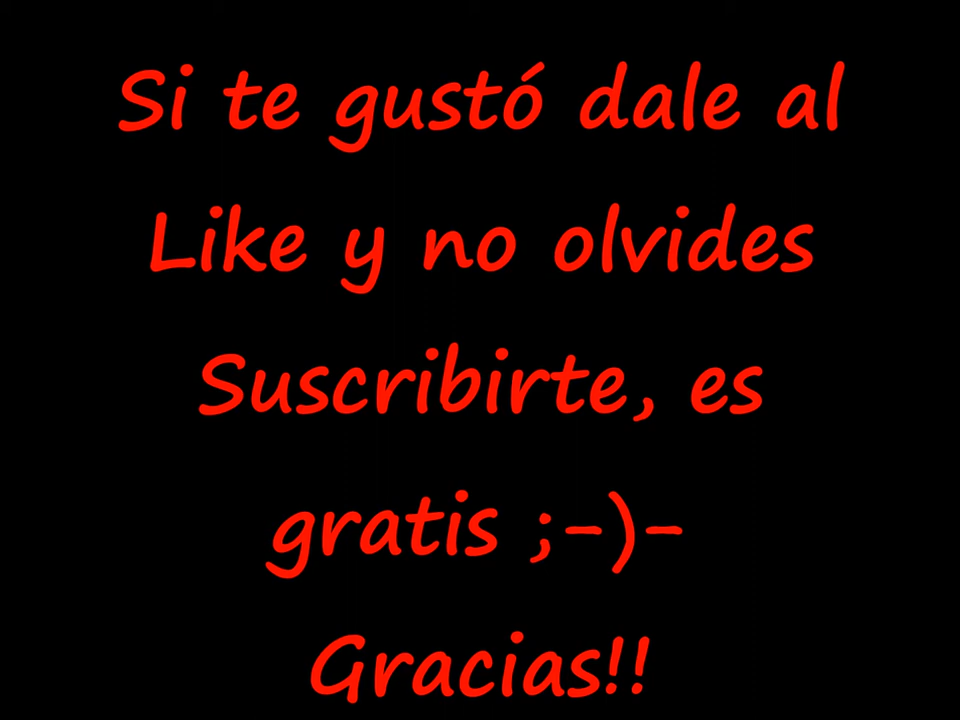 Si te gustó dale al
Like y no olvides
Suscribirte, es
gratis ;-)-
Gracias!!